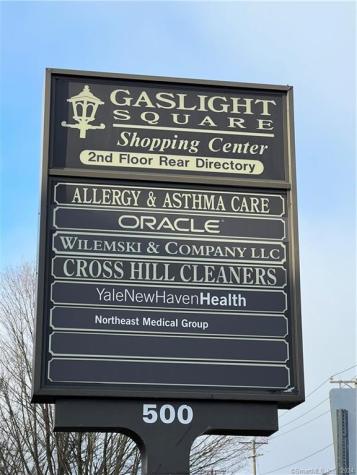 GASLIGHT
SQUARE
Shopping Center
2nd Floor Rear Directory
ALLERGY & ASTHMA CARE
ORACLE
WILEMSKI & COMPANY LLC
CROSS HILL CLEANERS
YaleNewHavenHealth
Northeast Medical Group
500